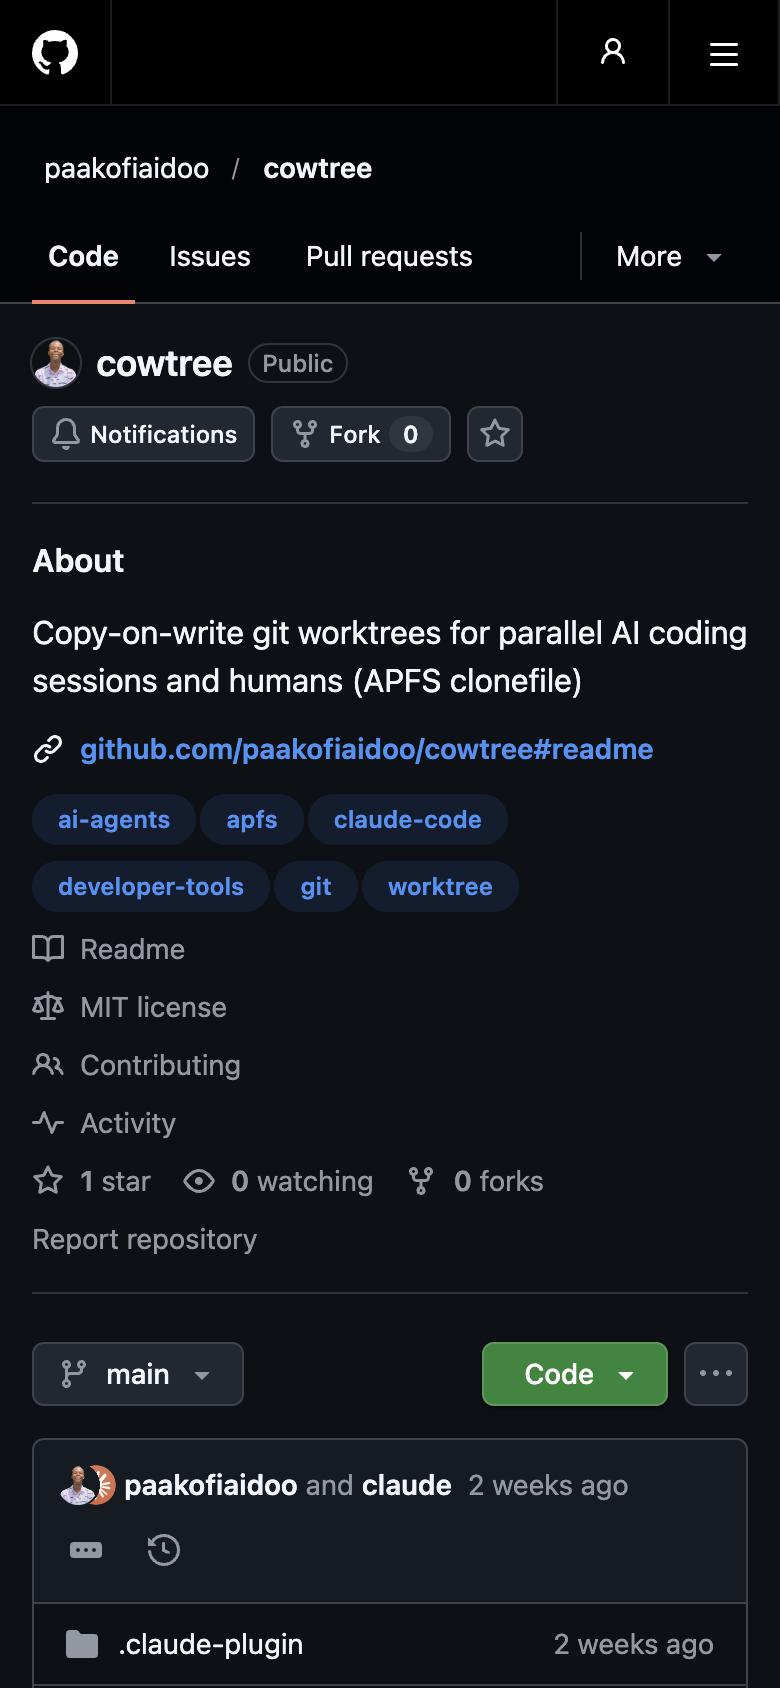 paakofiaidoo / cowtree
Code Issues Pull requests More
cowtree Public
Notifications Fork 0
About
Copy-on-write git worktrees for parallel AI coding
sessions and humans (APFS clonefile)
github.com/paakofiaidoo/cowtree#readme
ai-agents apfs claude-code
developer-tools git worktree
Readme
MIT license
Contributing
Activity
1 star 0 watching 0 forks
Report repository
main Code
paakofiaidoo and claude 2 weeks ago
.claude-plugin 2 weeks ago